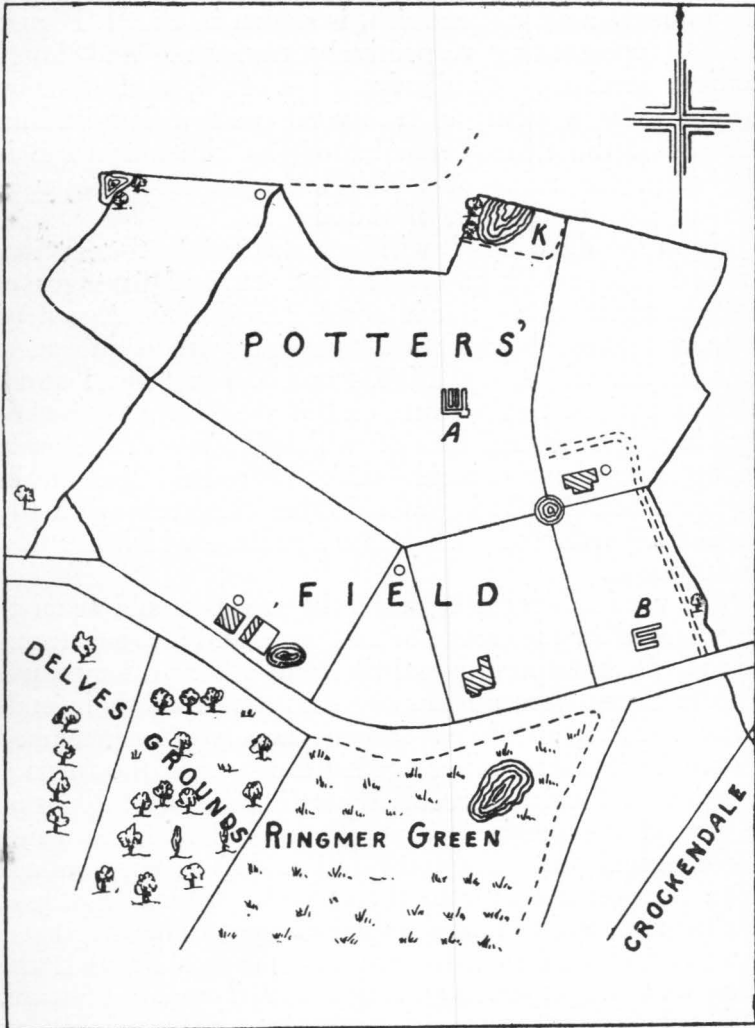 K
POTTERS'
A
FIELD
B
DELVES GROUNDS
RINGMER GREEN
CROCKENDALE